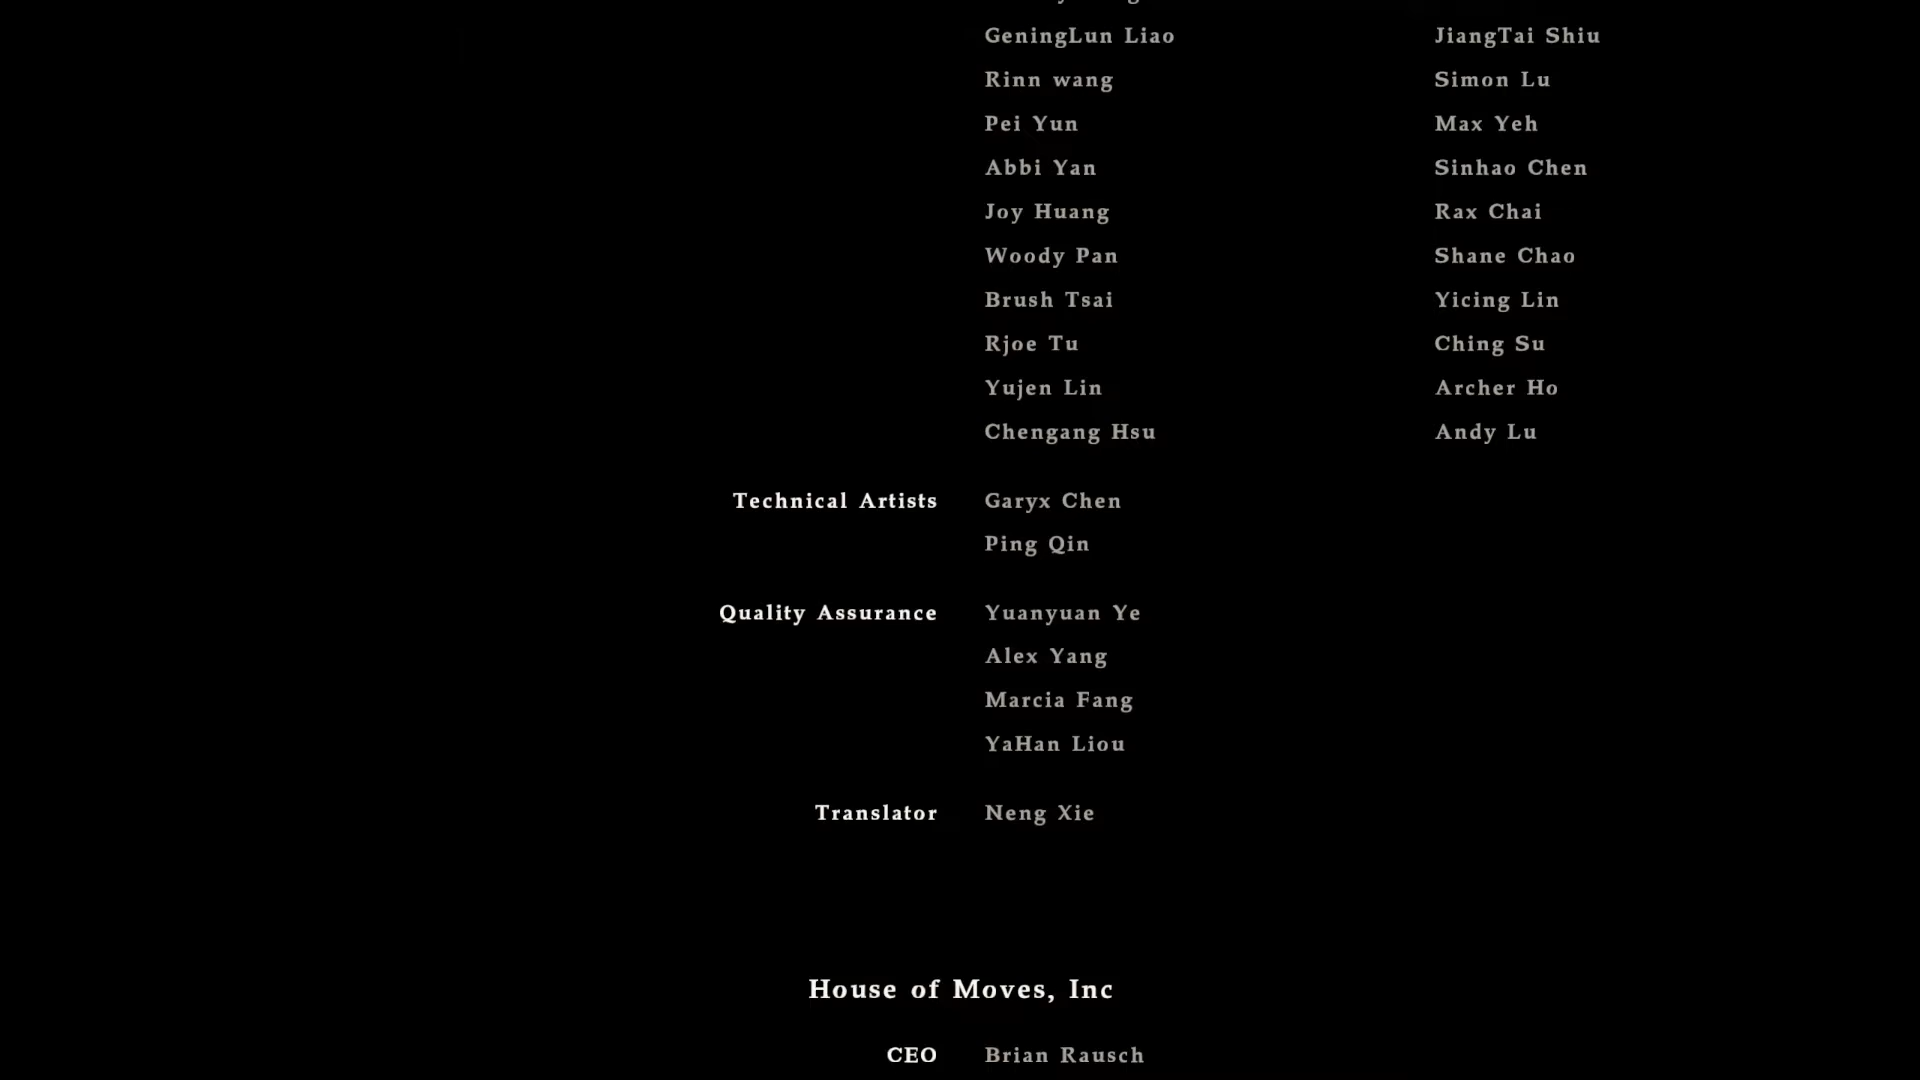 GeningLun Liao JiangTai Shiu
Rinn wang Simon Lu
Pei Yun Max Yeh
Abbi Yan Sinhao Chen
Joy Huang Rax Chai
Woody Pan Shane Chao
Brush Tsai Yicing Lin
Rjoe Tu Ching Su
Yujen Lin Archer Ho
Chengang Hsu Andy Lu
Technical Artists Garyx Chen
Ping Qin
Quality Assurance Yuanyuan Ye
Alex Yang
Marcia Fang
YaHan Liou
Translator Neng Xie
House of Moves, Inc
CEO Brian Rausch